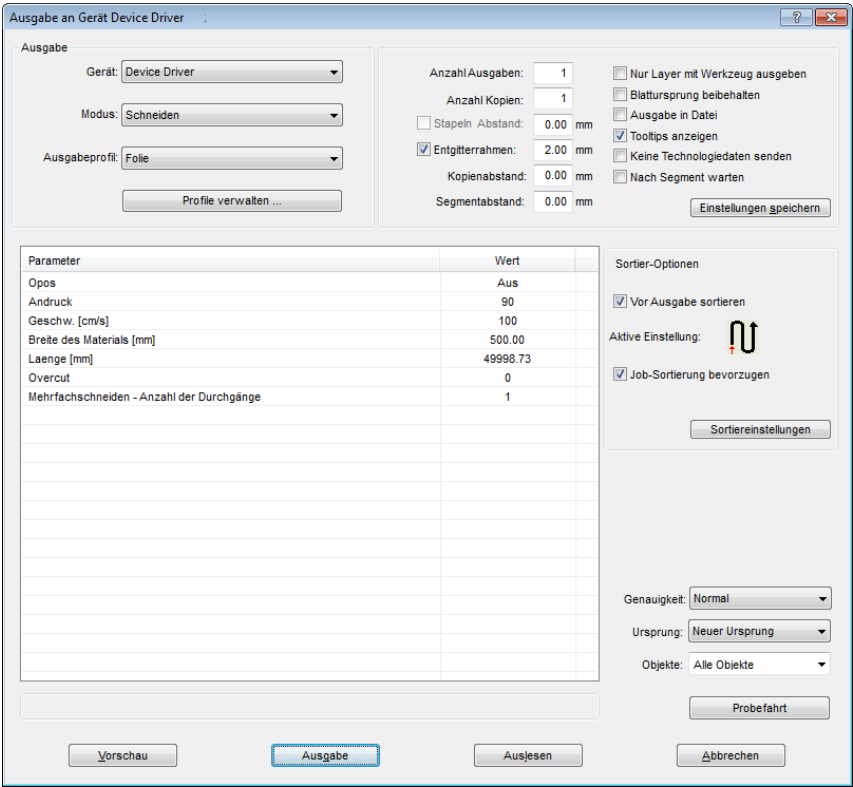 Ausgabe an Gerät Device Driver
Ausgabe
Gerät: Device Driver
Modus: Schneiden
Ausgabeprofil: Folie
Profile verwalten ...
Anzahl Ausgaben: 1
Anzahl Kopien: 1
Stapeln Abstand: 0.00 mm
Entgitterrahmen: 2.00 mm
Kopienabstand: 0.00 mm
Segmentabstand: 0.00 mm
Nur Layer mit Werkzeug ausgeben
Blattursprung beibehalten
Ausgabe in Datei
Tooltips anzeigen
Keine Technologiedaten senden
Nach Segment warten
Einstellungen speichern
Parameter Wert
Opos Aus
Andruck 90
Geschw. [cm/s] 100
Breite des Materials [mm] 500.00
Laenge [mm] 49998.73
Overcut 0
Mehrfachschneiden - Anzahl der Durchgänge 1
Sortier-Optionen
Vor Ausgabe sortieren
Aktive Einstellung:
Job-Sortierung bevorzugen
Sortiereinstellungen
Genauigkeit: Normal
Ursprung: Neuer Ursprung
Objekte: Alle Objekte
Probefahrt
Vorschau
Ausgabe
Auslesen
Abbrechen